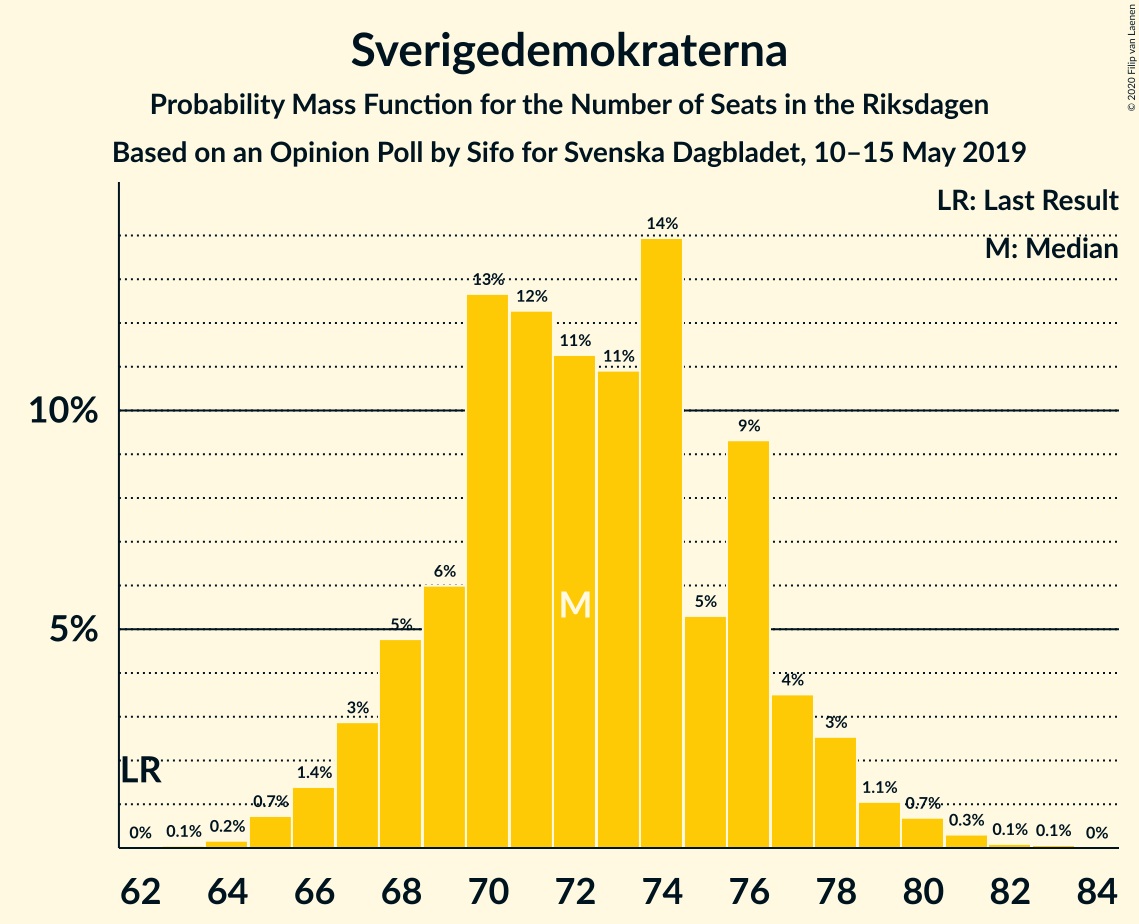 Sverigedemokraterna
Probability Mass Function for the Number of Seats in the Riksdagen
Based on an Opinion Poll by Sifo for Svenska Dagbladet, 10–15 May 2019
© 2020 Filip van Laenen
LR: Last Result
M: Median
10%
5%
LR
M
0%
0.1%
0.2%
0.7%
1.4%
3%
5%
6%
13%
12%
11%
11%
14%
5%
9%
4%
3%
1.1%
0.7%
0.3%
0.1%
0.1%
0%
62 64 66 68 70 72 74 76 78 80 82 84